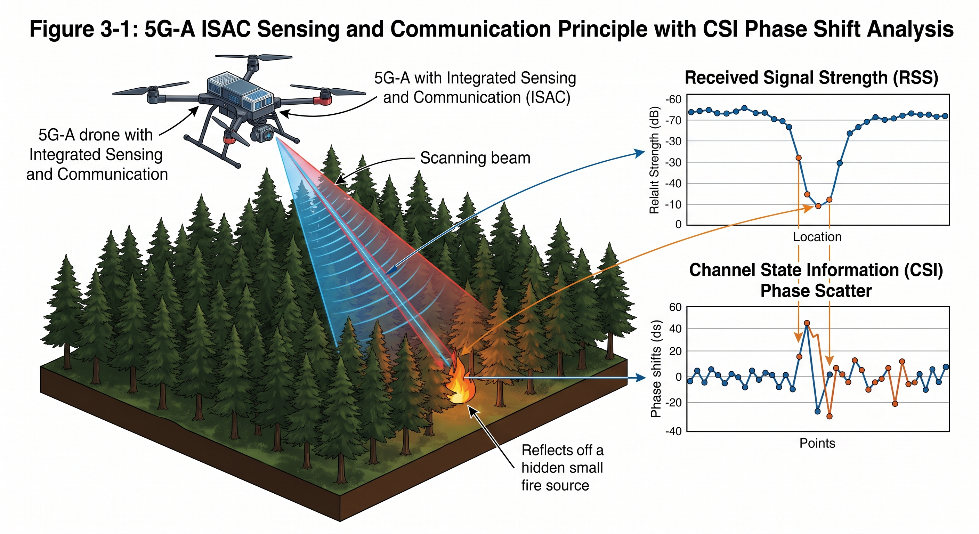 Figure 3-1: 5G-A ISAC Sensing and Communication Principle with CSI Phase Shift Analysis
5G-A with Integrated Sensing
and Communication (ISAC)
5G-A drone with
Integrated Sensing
and Communication
Scanning beam
Reflects off a
hidden small
fire source
Received Signal Strength (RSS)
Relalit Strength (dB)
-60
-70
-30
-30
-40
-10
0
Location
Channel State Information (CSI)
Phase Scatter
Phase shifts (ds)
60
40
20
0
-20
-40
Points